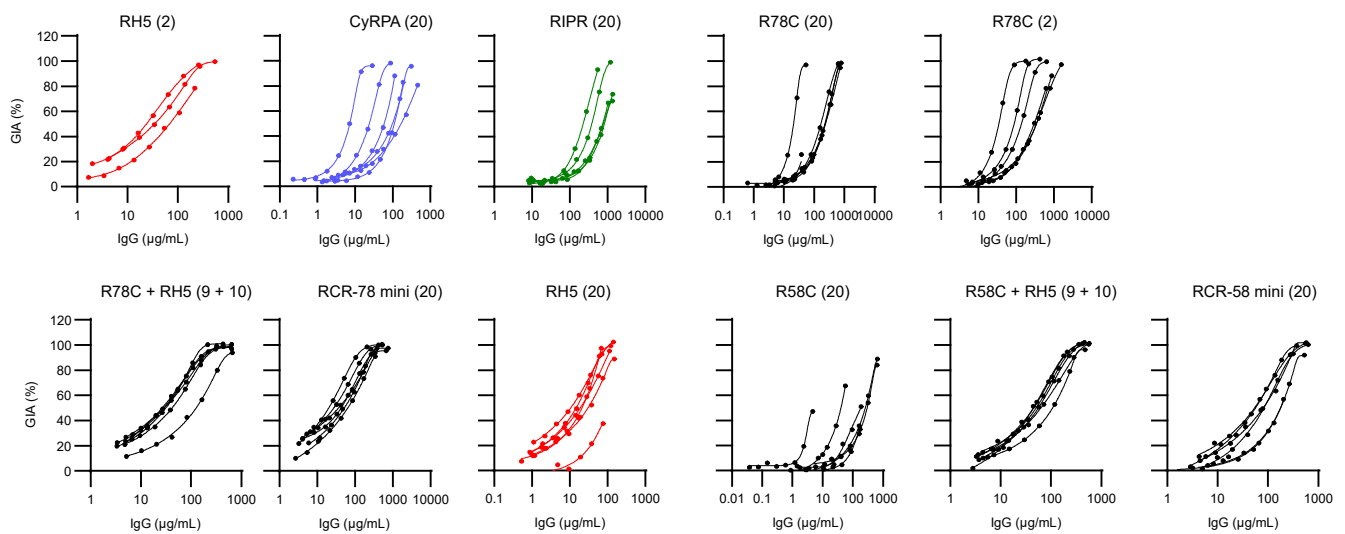 RH5 (2)
CyRPA (20)
RIPR (20)
R78C (20)
R78C (2)
GIA (%)
120
100
80
60
40
20
0
1 10 100 1000
0.1 1 10 100 1000
1 10 100 1000 10000
0.1 1 10 100 1000 10000
1 10 100 1000 10000
IgG (µg/mL)
IgG (µg/mL)
IgG (µg/mL)
IgG (µg/mL)
IgG (µg/mL)
R78C + RH5 (9 + 10)
RCR-78 mini (20)
RH5 (20)
R58C (20)
R58C + RH5 (9 + 10)
RCR-58 mini (20)
GIA (%)
120
100
80
60
40
20
0
1 10 100 1000
1 10 100 1000 10000
0.1 1 10 100 1000
0.01 0.1 1 10 100 1000
1 10 100 1000
1 10 100 1000
IgG (µg/mL)
IgG (µg/mL)
IgG (µg/mL)
IgG (µg/mL)
IgG (µg/mL)
IgG (µg/mL)